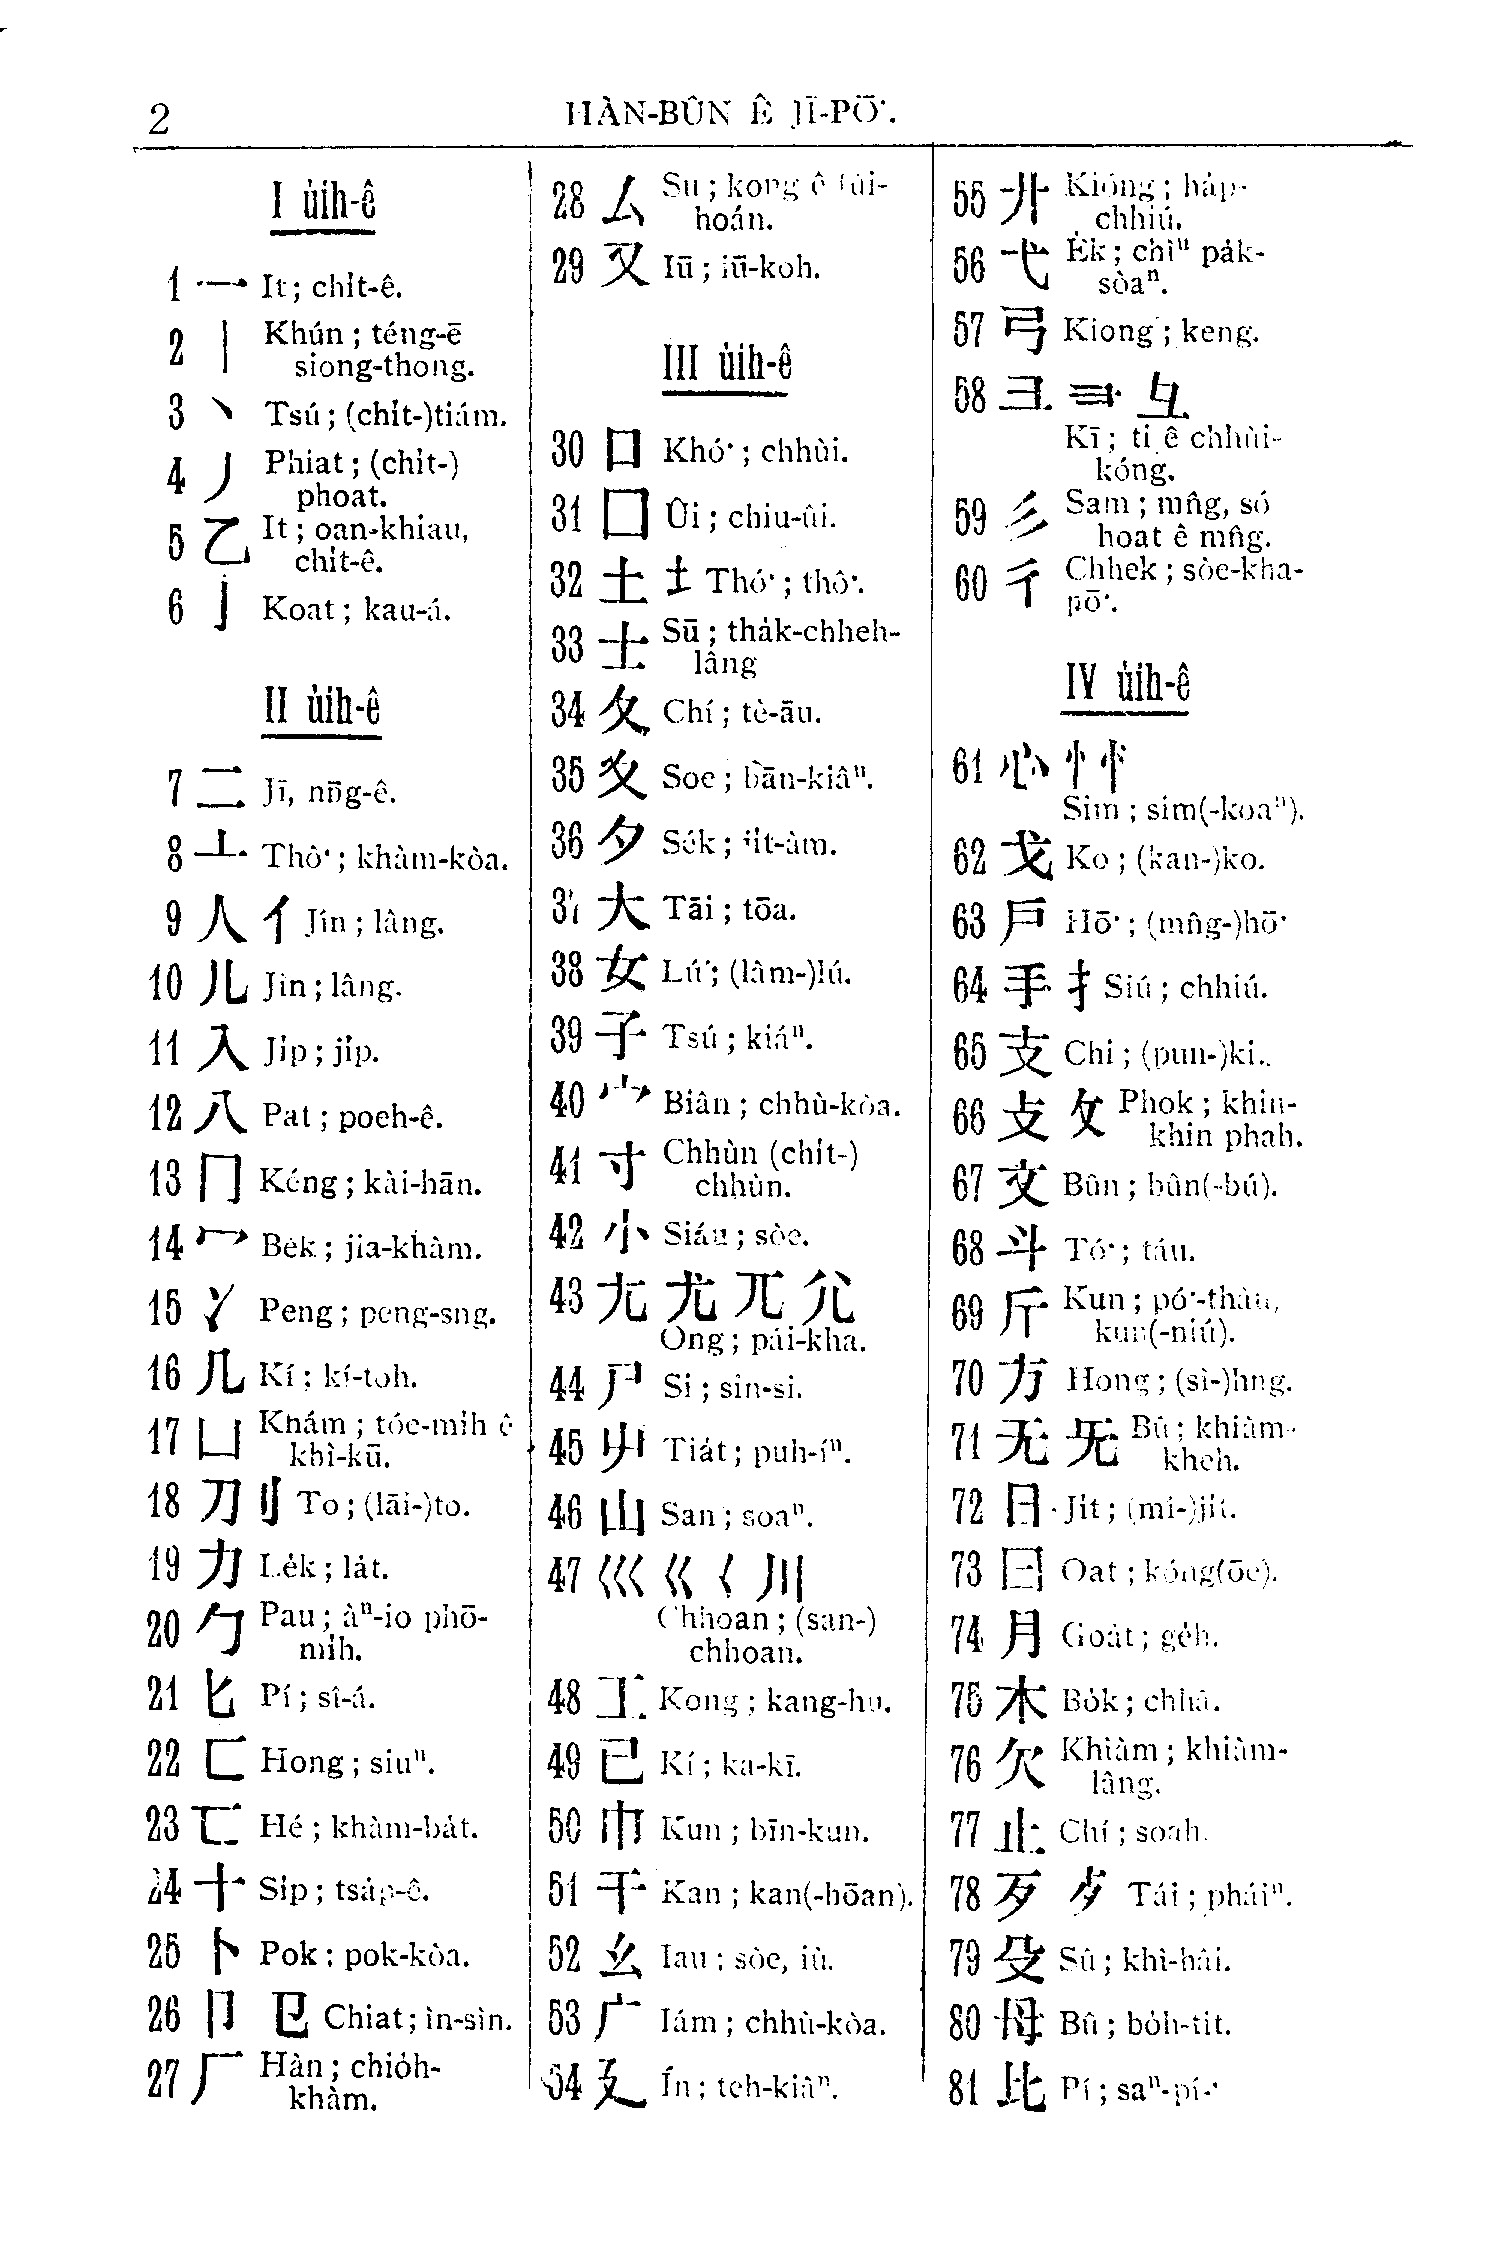 2
HÀN-BÛN Ê JĪ-PŌ͘.
I u̍ih-ê
1 一 It; chi̍t-ê.
2 丨 Khún; téng-ē
siong-thong.
3 丶 Tsú; (chi̍t-)tiám.
4 丿 Phiat; (chi̍t-)
phoat.
5 乙 It; oan-khiau,
chi̍t-ê.
6 亅 Koat; kau-á.
II u̍ih-ê
7 二 Jī, nn̄g-ê.
8 亠 Thô͘; khàm-kòa.
9 人 亻 Jîn; lâng.
10 儿 Jîn; lâng.
11 入 Ji̍p; ji̍p.
12 八 Pat; poeh-ê.
13 冂 Kéng; kài-hān.
14 冖 Be̍k; jia-khàm.
15 冫 Peng; peng-sng.
16 几 Kí; kí-toh.
17 凵 Khám; tóe-mi̍h ê
khì-kū.
18 刀 刂 To; (lāi-)to.
19 力 Le̍k; la̍t.
20 勹 Pau; àⁿ-io phō-
mi̍h.
21 匕 Pí; sî-á.
22 匚 Hong; siuⁿ.
23 匸 Hé; khàm-ba̍t.
24 十 Si̍p; tsa̍p-ê.
25 卜 Pok; pok-kòa.
26 卩 㔾 Chiat; ìn-sìn.
27 厂 Hàn; chio̍h-
khàm.
28 厶 Su; kong ê tùi-
hoán.
29 又 Iū; iū-koh.
III u̍ih-ê
30 口 Khó͘; chhùi.
31 囗 Ûi; chiu-ûi.
32 土 土 Thó͘; thô͘.
33 士 Sū; tha̍k-chheh-
lâng
34 夂 Chí; tè-āu.
35 夊 Soe; bān-kiâⁿ.
36 夕 Se̍k; ji̍t-àm.
37 大 Tāi; tōa.
38 女 Lú; (lâm-)lú.
39 子 Tsú; kiáⁿ.
40 宀 Biân; chhù-kòa.
41 寸 Chhùn (chi̍t-)
chhùn.
42 小 Siáu; sòe.
43 尢 尤 兀 尣
Ong; pái-kha.
44 尸 Si; sin-si.
45 屮 Tia̍t; puh-íⁿ.
46 山 San; soaⁿ.
47 巛 巜 く 川
Chhoan; (san-)
chhoan.
48 工 Kong; kang-hu.
49 已 Kí; ka-kī.
50 巾 Kun; bīn-kun.
51 干 Kan; kan(-hōan).
52 幺 Iau; sòe, iù.
53 广 Iám; chhù-kòa.
54 廴 Ín; teh-kiâⁿ.
55 廾 Kióng; ha̍p-
chhiú.
56 弋 E̍k; chìⁿ pa̍k-
sòaⁿ.
57 弓 Kiong; keng.
58 彐 ⺕ 彑
Kī; ti ê chhùi-
kóng.
59 彡 Sam; mn̂g, só
hoat ê mn̂g.
60 彳 Chhek; sòe-kha-
pō͘.
IV u̍ih-ê
61 心 忄 㣺
Sim; sim(-koaⁿ).
62 戈 Ko; (kan-)ko.
63 戶 Hō͘; (mn̂g-)hō͘
64 手 扌 Siú; chhiú.
65 支 Chi; (pun-)ki.
66 攴 攵 Phok; khin-
khin phah.
67 文 Bûn; bûn(-bú).
68 斗 Tó͘; táu.
69 斤 Kun; pó͘-thâu,
kun(-niú).
70 方 Hong; (sì-)hng.
71 无 旡 Bû; khiàm-
kheh.
72 日 Ji̍t; (mi-)ji̍t.
73 曰 Oat; kóng(ōe).
74 月 Goa̍t; ge̍h.
75 木 Bo̍k; chhâ.
76 欠 Khiàm; khiàm-
lâng.
77 止 Chí; soah.
78 歹 歺 Tái; pháiⁿ.
79 殳 Sû; khì-hâi.
80 母 Bû; bo̍h-tit.
81 比 Pí; saⁿ-pí-